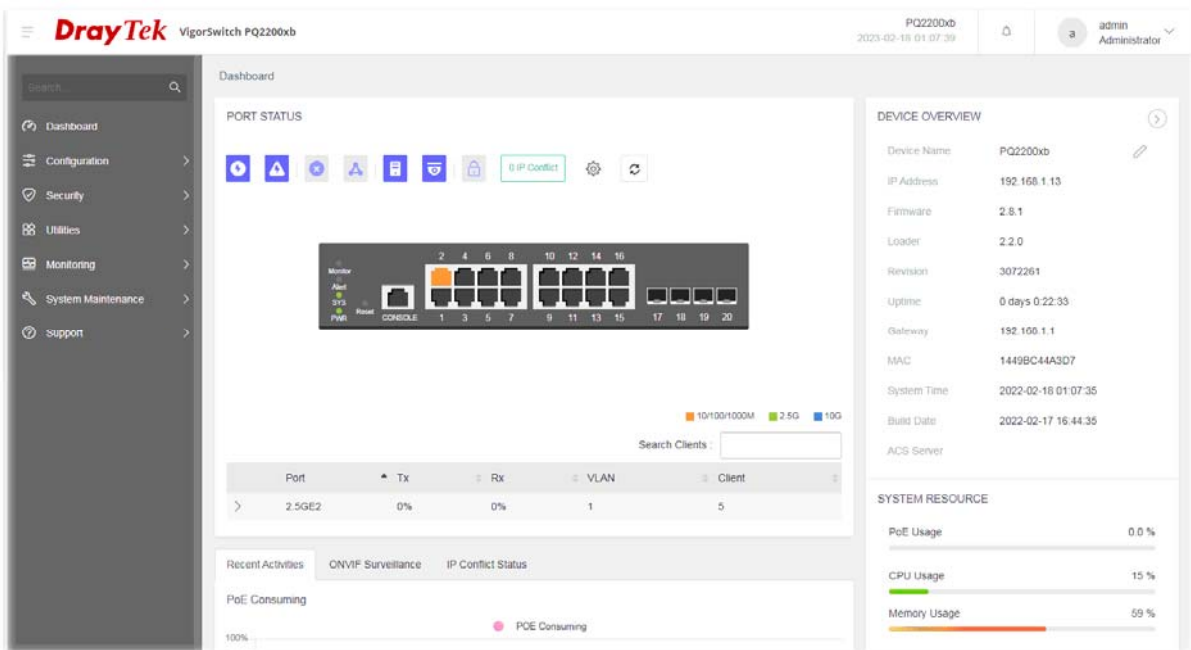 DrayTek VigorSwitch PQ2200xb
PQ2200xb
2023-02-18 01:07:39
a
admin
Administrator
Search...
Dashboard
Configuration
Security
Utilities
Monitoring
System Maintenance
Support
Dashboard
PORT STATUS
0 IP Conflict
2 4 6 8 10 12 14 16
Monitor
Alert
SYS
PWR
Reset
CONSOLE
1 3 5 7 9 11 13 15 17 18 19 20
10/100/1000M 2.5G 10G
Search Clients :
Port Tx Rx VLAN Client
2.5GE2 0% 0% 1 5
Recent Activities ONVIF Surveillance IP Conflict Status
PoE Consuming
POE Consuming
100%
DEVICE OVERVIEW
Device Name PQ2200xb
IP Address 192.168.1.13
Firmware 2.8.1
Loader 2.2.0
Revision 3072261
Uptime 0 days 0:22:33
Gateway 192.168.1.1
MAC 1449BC44A3D7
System Time 2022-02-18 01:07:35
Build Date 2022-02-17 16:44:35
ACS Server
SYSTEM RESOURCE
PoE Usage 0.0 %
CPU Usage 15 %
Memory Usage 59 %